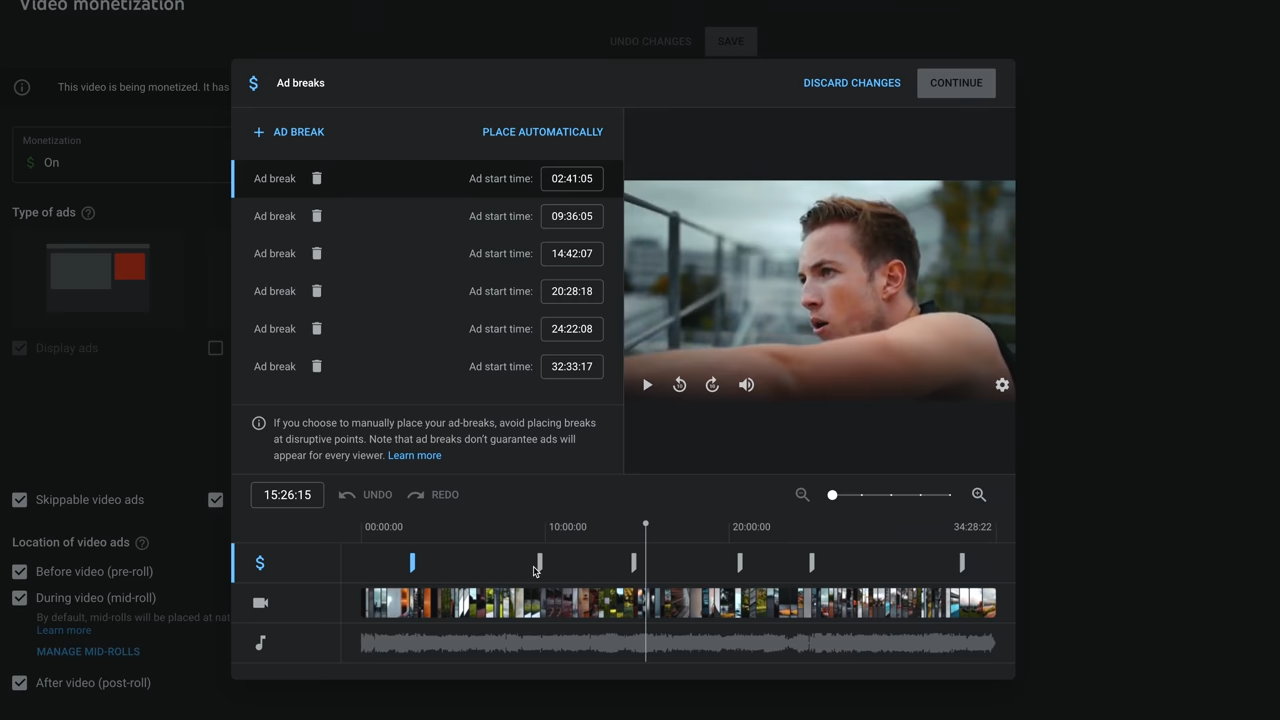 Video monetization
UNDO CHANGES
SAVE
This video is being monetized. It has
Monetization
$ On
Type of ads
Display ads
Skippable video ads
Location of video ads
Before video (pre-roll)
During video (mid-roll)
By default, mid-rolls will be placed at nat
Learn more
MANAGE MID-ROLLS
After video (post-roll)
$ Ad breaks
DISCARD CHANGES
CONTINUE
+ AD BREAK
PLACE AUTOMATICALLY
Ad break Ad start time: 02:41:05
Ad break Ad start time: 09:36:05
Ad break Ad start time: 14:42:07
Ad break Ad start time: 20:28:18
Ad break Ad start time: 24:22:08
Ad break Ad start time: 32:33:17
If you choose to manually place your ad-breaks, avoid placing breaks
at disruptive points. Note that ad breaks don't guarantee ads will
appear for every viewer. Learn more
15:26:15 UNDO REDO
00:00:00 10:00:00 20:00:00 34:28:22
$